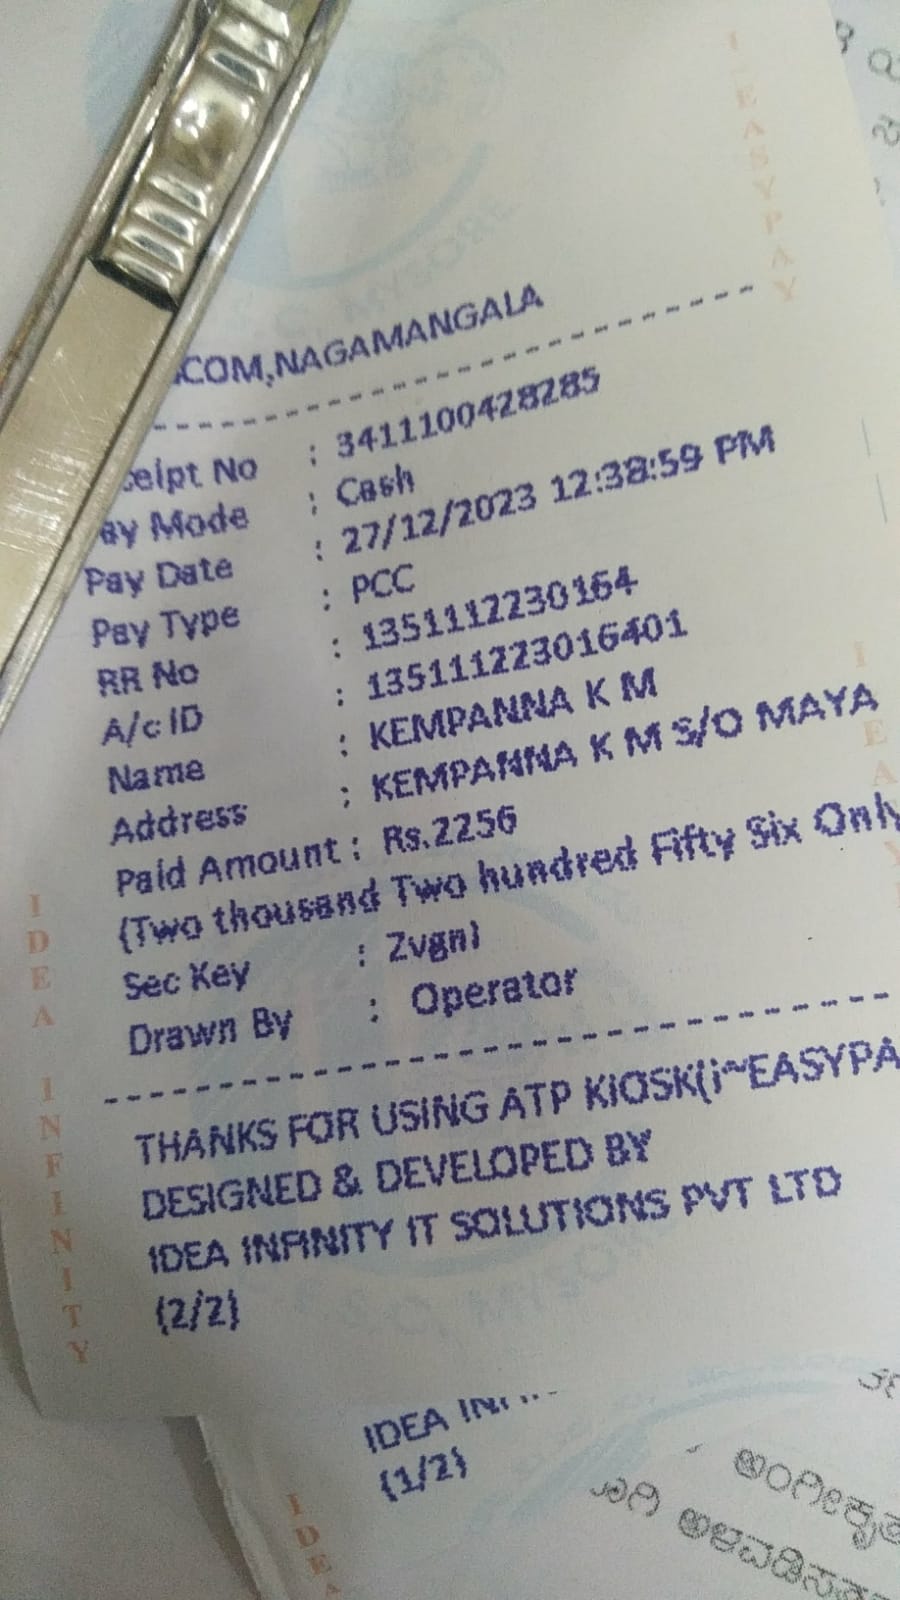 I-EASYPAY
COM,NAGAMANGALA
eipt No : 3411100428285
ay Mode : Cash
Pay Date : 27/12/2023 12:38:59 PM
Pay Type : PCC
RR No : 1351112230164
A/c ID : 135111223016401
Name : KEMPANNA K M
Address : KEMPANNA K M S/O MAYA
Paid Amount : Rs.2256
(Two thousand Two hundred Fifty Six Only
Sec Key : Zvgnl
Drawn By : Operator
THANKS FOR USING ATP KIOSK(i~EASYPA
DESIGNED & DEVELOPED BY
IDEA INFINITY IT SOLUTIONS PVT LTD
(2/2)
IDEA INFINITY
IDEA
(1/2)
IDEA
ಅಂಗೀಕೃತ